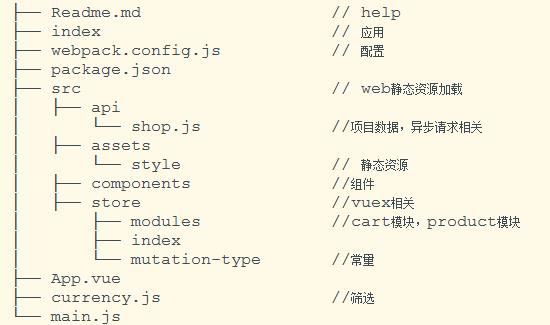 ├── Readme.md // help
├── index // 应用
├── webpack.config.js // 配置
├── package.json
├── src // web静态资源加载
│ ├── api
│ │ └── shop.js //项目数据，异步请求相关
│ ├── assets
│ │ └── style // 静态资源
│ ├── components //组件
│ ├── store //vuex相关
│ │ ├── modules //cart模块，product模块
│ │ ├── index
│ │ └── mutation-type //常量
├── App.vue
├── currency.js //筛选
└── main.js